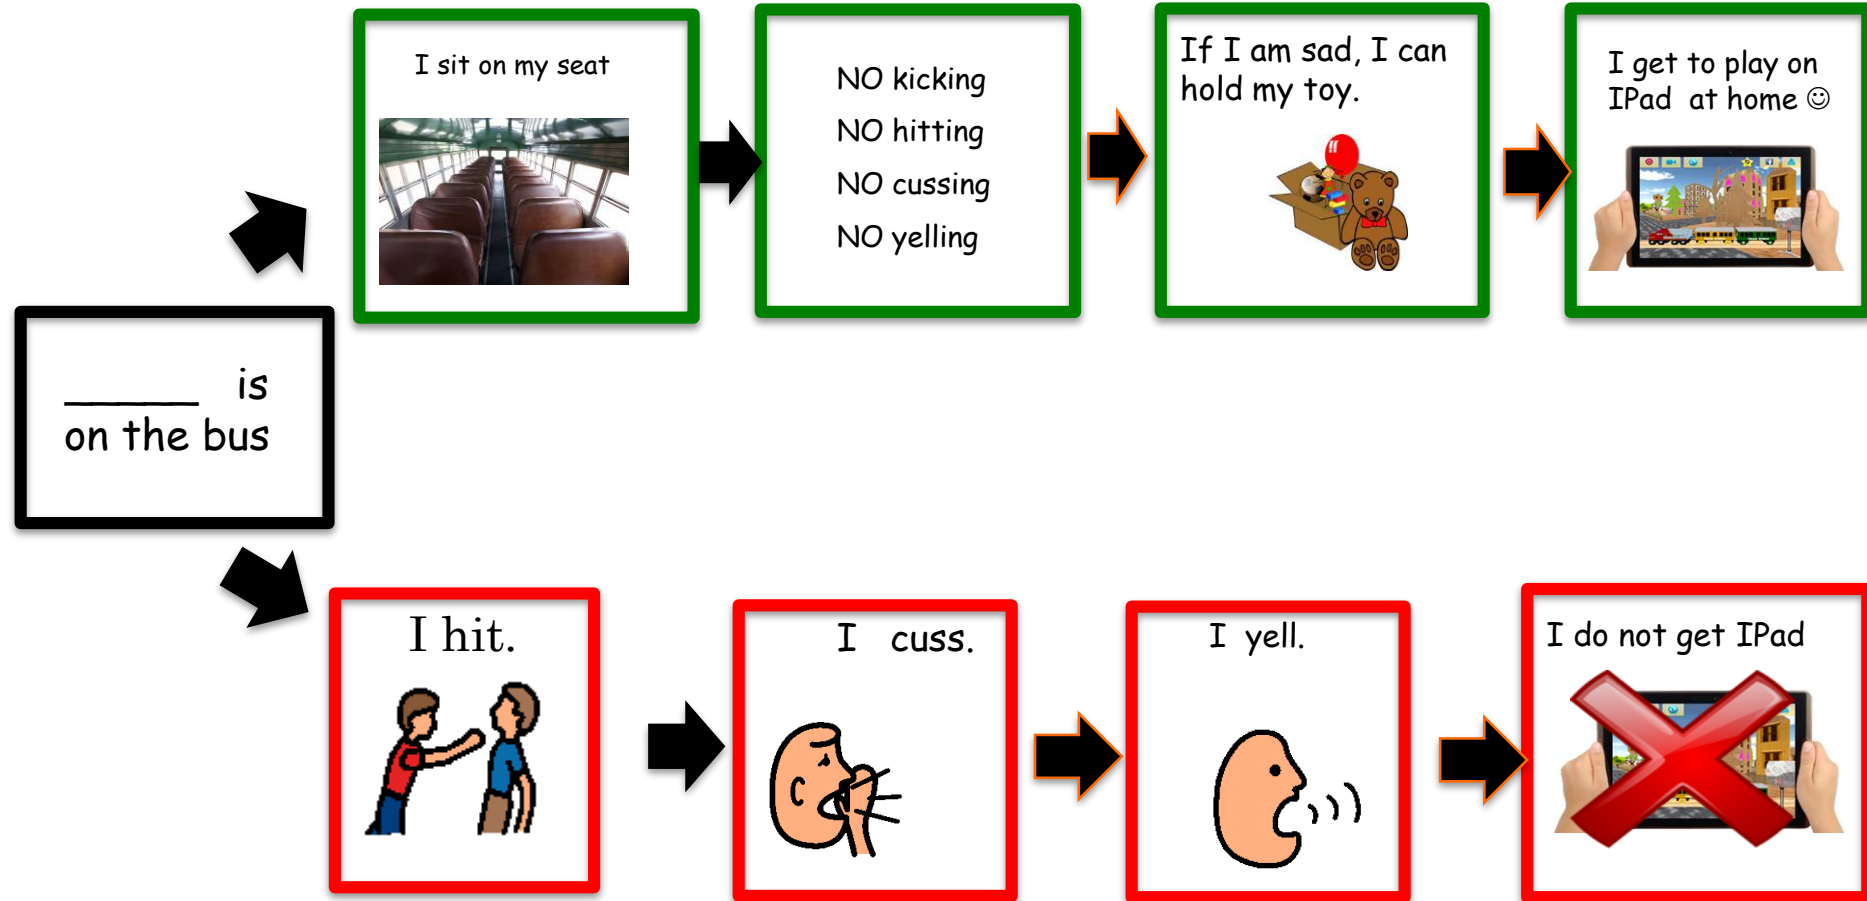 I sit on my seat
NO kicking
NO hitting
NO cussing
NO yelling
If I am sad, I can
hold my toy.
I get to play on
IPad at home ☺
_____ is
on the bus
I hit.
I cuss.
I yell.
I do not get IPad